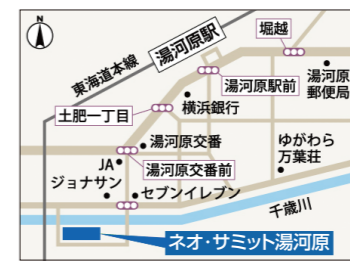 N
堀越
湯河原駅
東海道本線
湯河原駅前
湯河原
郵便局
土肥一丁目
横浜銀行
湯河原交番
JA
湯河原交番前
ゆがわら
万葉荘
ジョナサン
セブンイレブン
千歳川
ネオ・サミット湯河原